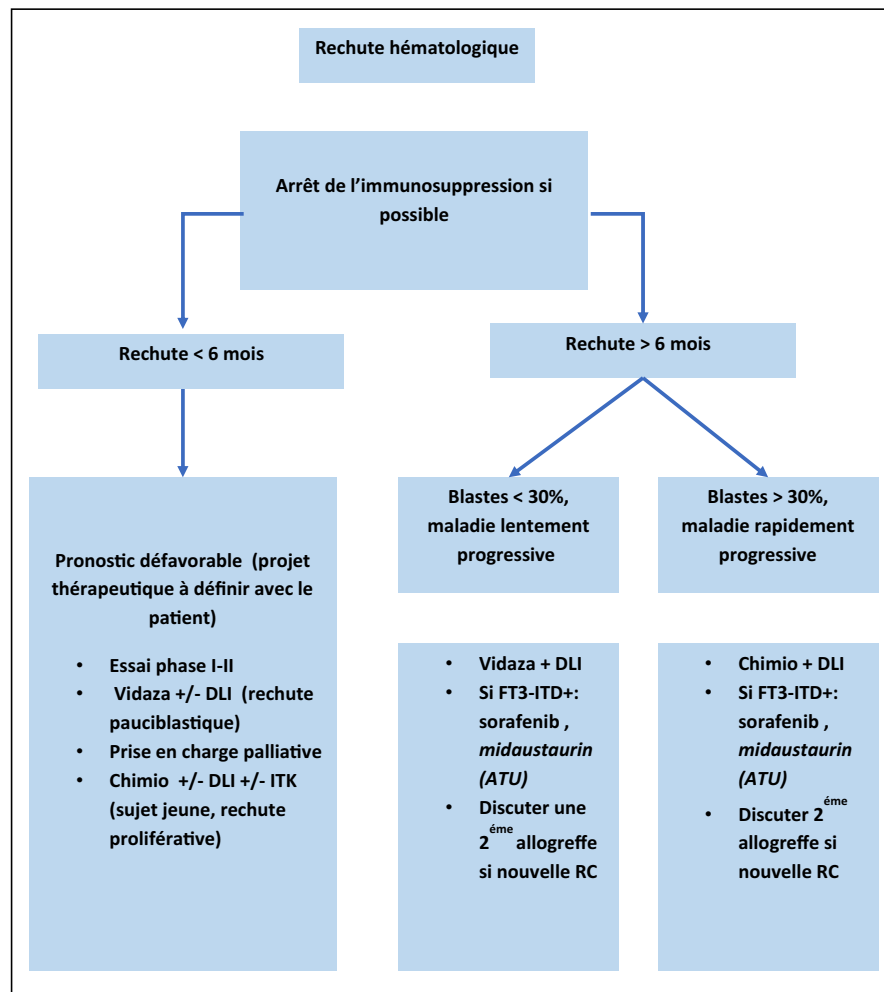 Rechute hématologique
Arrêt de l’immunosuppression si
possible
Rechute < 6 mois
Rechute > 6 mois
Pronostic défavorable (projet
thérapeutique à définir avec le
patient)
• Essai phase I-II
• Vidaza +/- DLI (rechute
pauciblastique)
• Prise en charge palliative
• Chimio +/- DLI +/- ITK
(sujet jeune, rechute
proliférative)
Blastes < 30%,
maladie lentement
progressive
• Vidaza + DLI
• Si FT3-ITD+:
sorafenib ,
midaustaurin
(ATU)
• Discuter une
2éme allogreffe
si nouvelle RC
Blastes > 30%,
maladie rapidement
progressive
• Chimio + DLI
• Si FT3-ITD+:
sorafenib ,
midaustaurin
(ATU)
• Discuter 2éme
allogreffe si
nouvelle RC